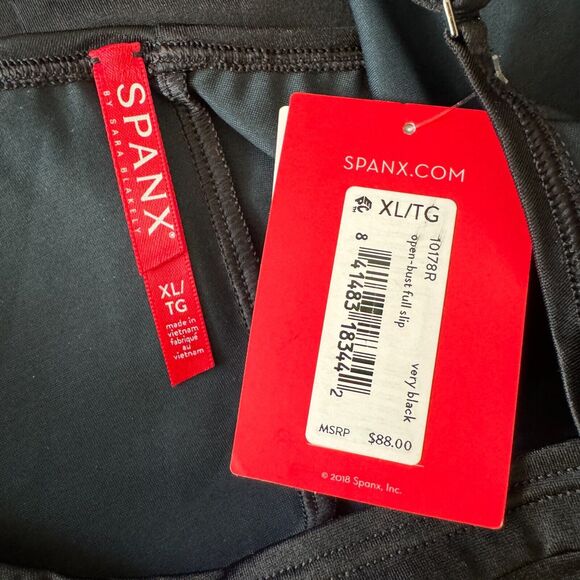 SPANX®
BY SARA BLAKELY
XL/
TG
made in
vietnam
fabriqué
au
vietnam
SPANX.COM
XL/TG
10178R
open-bust full slip
very black
8 41483 18344 2
MSRP $88.00
© 2018 Spanx, Inc.